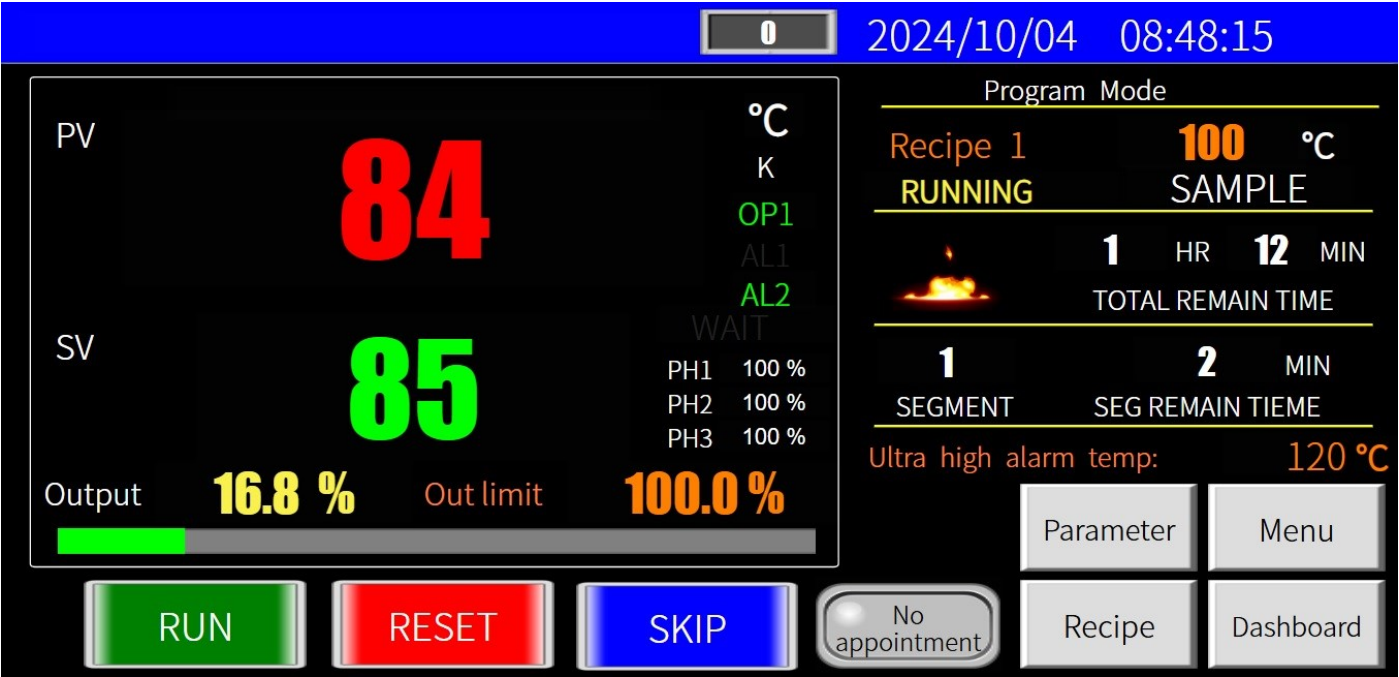 0 2024/10/04 08:48:15
PV
84
°C
K
OP1
AL1
AL2
WAIT
SV
85
PH1 100 %
PH2 100 %
PH3 100 %
Output 16.8 % Out limit 100.0 %
Program Mode
Recipe 1 100 °C
RUNNING SAMPLE
1 HR 12 MIN
TOTAL REMAIN TIME
1 2 MIN
SEGMENT SEG REMAIN TIEME
Ultra high alarm temp: 120 °C
Parameter Menu
RUN RESET SKIP
No
appointment
Recipe Dashboard